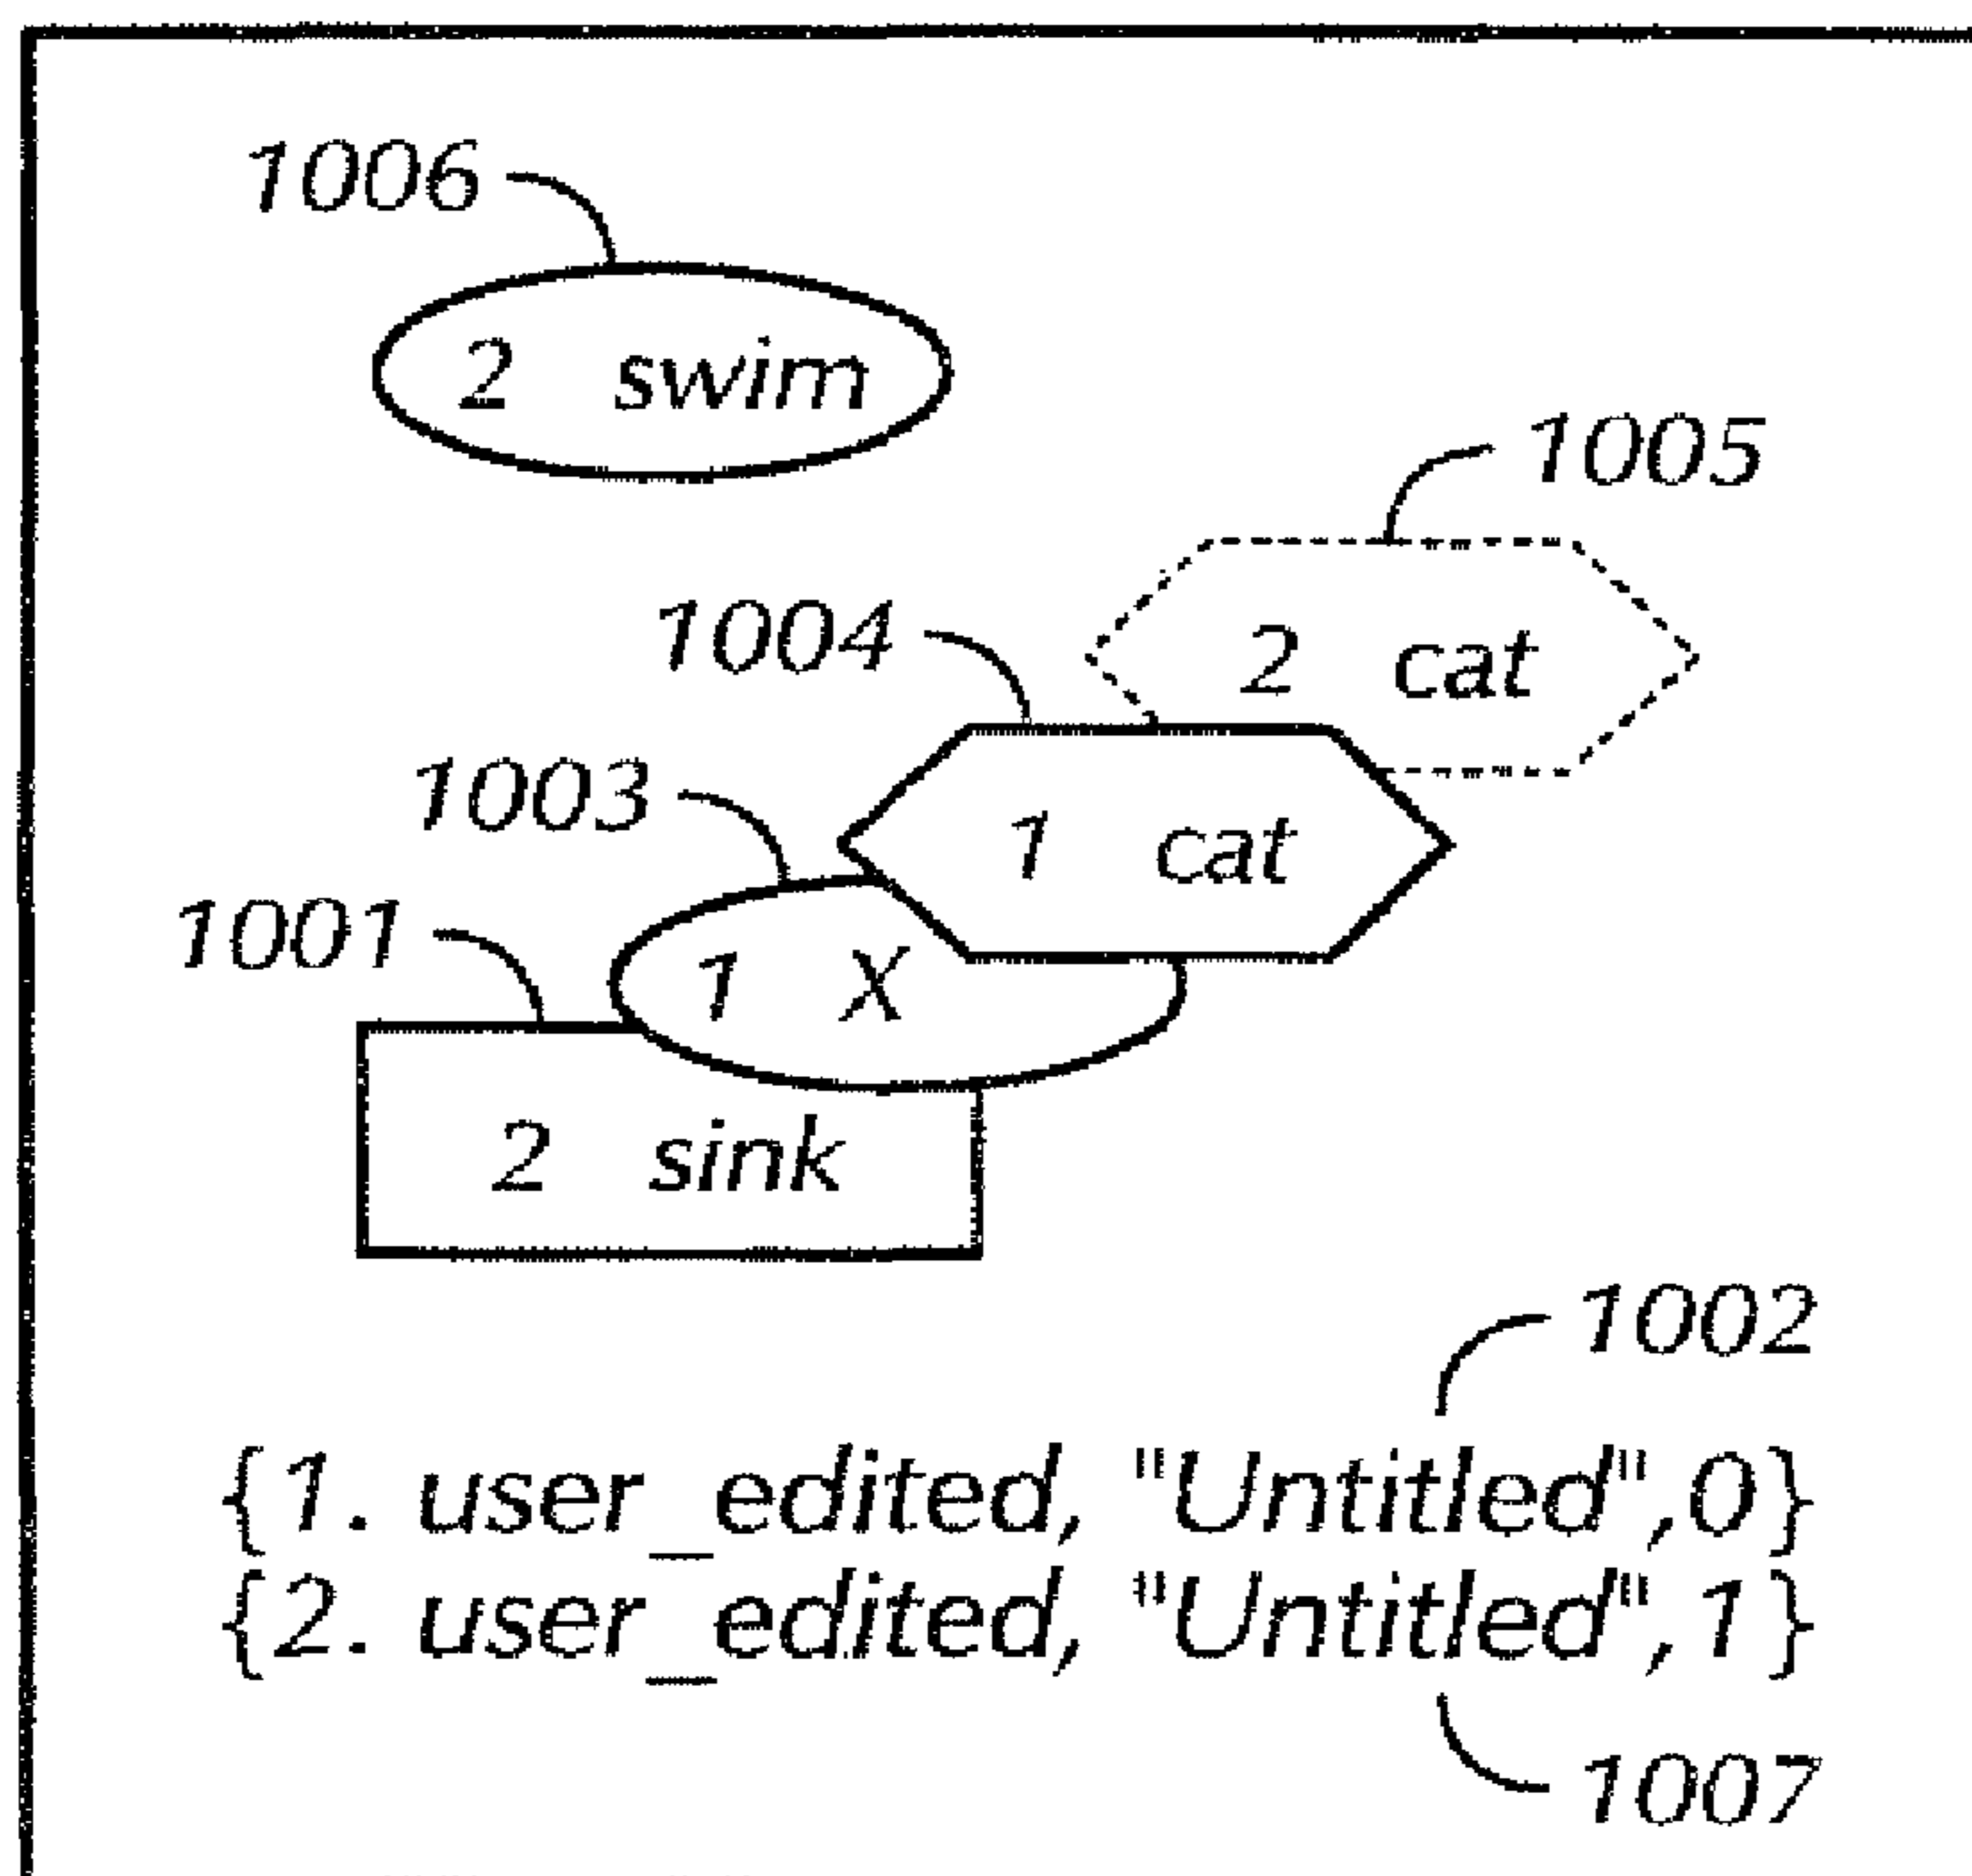 1006
2 swim
1005
1004
2 cat
1003
1 cat
1001
1 X
2 sink
1002
{1. user_edited, "Untitled",0}
{2. user_edited, "Untitled",1}
1007